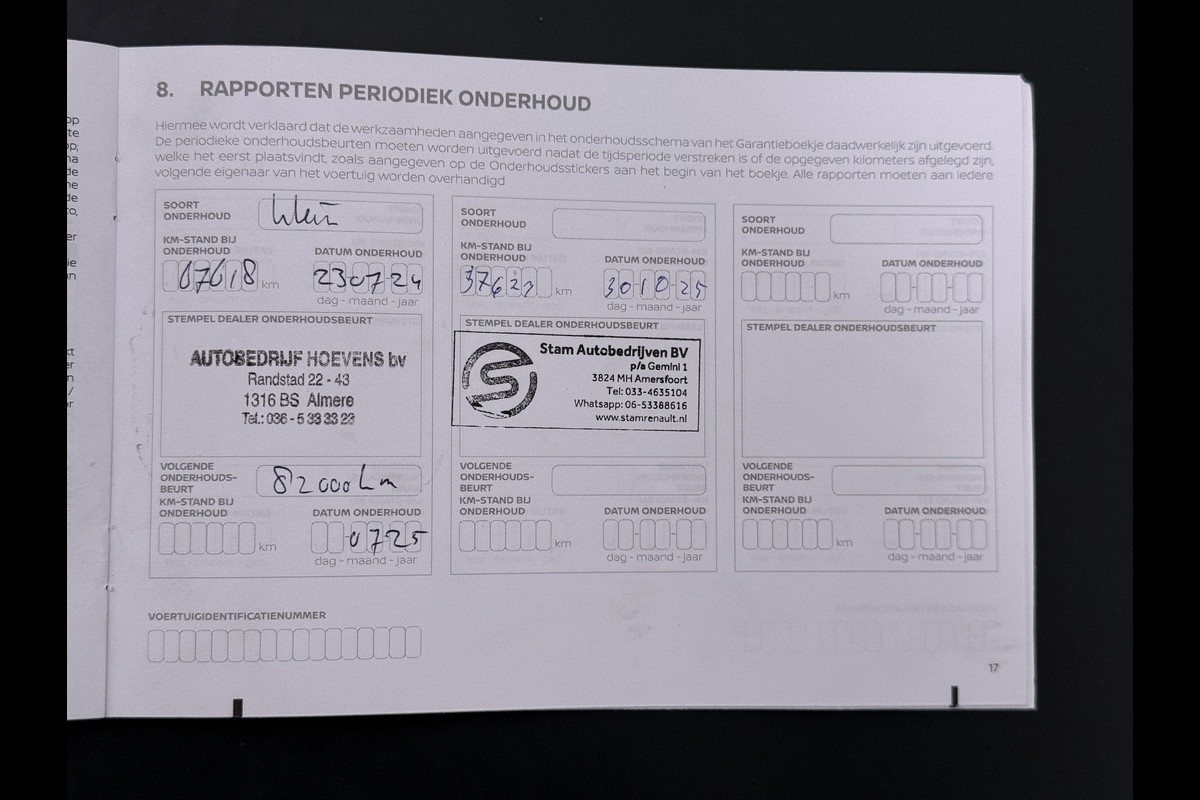 8. RAPPORTEN PERIODIEK ONDERHOUD
Hiermee wordt verklaard dat de werkzaamheden aangegeven in het onderhoudsschema van het Garantieboekje daadwerkelijk zijn uitgevoerd.
De periodieke onderhoudsbeurten moeten worden uitgevoerd nadat de tijdsperiode verstreken is of de opgegeven kilometers afgelegd zijn,
welke het eerst plaatsvindt, zoals aangegeven op de Onderhoudsstickers aan het begin van het boekje. Alle rapporten moeten aan iedere
volgende eigenaar van het voertuig worden overhandigd
SOORT
ONDERHOUD
KM-STAND BIJ
ONDERHOUD
67618 km
DATUM ONDERHOUD
230724
dag - maand - jaar
STEMPEL DEALER ONDERHOUDSBEURT
AUTOBEDRIJF HOEVENS bv
Randstad 22 - 43
1316 BS Almere
Tel.: 036 - 5 33 33 23
VOLGENDE
ONDERHOUDS-
BEURT
82000 km
KM-STAND BIJ
ONDERHOUD
km
DATUM ONDERHOUD
0725
dag - maand - jaar
SOORT
ONDERHOUD
KM-STAND BIJ
ONDERHOUD
km
DATUM ONDERHOUD
30-10-25
dag - maand - jaar
STEMPEL DEALER ONDERHOUDSBEURT
Stam Autobedrijven BV
p/a Gemini 1
3824 MH Amersfoort
Tel: 033-4635104
Whatsapp: 06-53388616
www.stamrenault.nl
VOLGENDE
ONDERHOUDS-
BEURT
KM-STAND BIJ
ONDERHOUD
km
DATUM ONDERHOUD
dag - maand - jaar
SOORT
ONDERHOUD
KM-STAND BIJ
ONDERHOUD
km
DATUM ONDERHOUD
dag - maand - jaar
STEMPEL DEALER ONDERHOUDSBEURT
VOLGENDE
ONDERHOUDS-
BEURT
KM-STAND BIJ
ONDERHOUD
km
DATUM ONDERHOUD
dag - maand - jaar
VOERTUIGIDENTIFICATIENUMMER
17